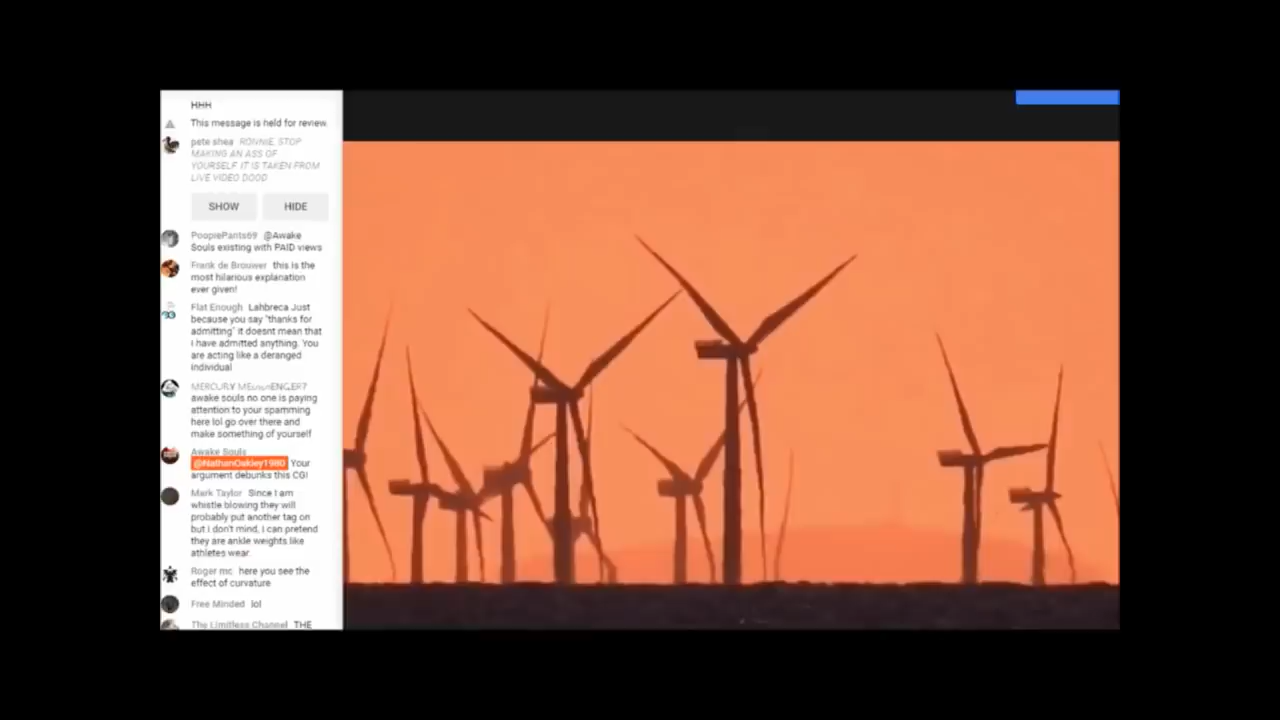 HHH
This message is held for review.
pete shea RONNIE, STOP
MAKING AN ASS OF
YOURSELF IT IS TAKEN FROM
LIVE VIDEO DOOD
SHOW
HIDE
PoopiePants69 @Awake
Souls existing with PAID views
Frank de Brouwer this is the
most hilarious explanation
ever given!
Flat Enough Lahbreca Just
because you say "thanks for
admitting" it doesnt mean that
I have admitted anything. You
are acting like a deranged
individual
MERCURY
awake souls no one is paying
attention to your spamming
here lol go over there and
make something of yourself
Awake Souls
@NathanOakley1980 Your
argument debunks this CGI
Mark Taylor Since I am
whistle blowing they will
probably put another tag on
but i don't mind, i can pretend
they are ankle weights like
athletes wear.
Roger mc here you see the
effect of curvature
Free Minded lol
The Limitless Channel THE